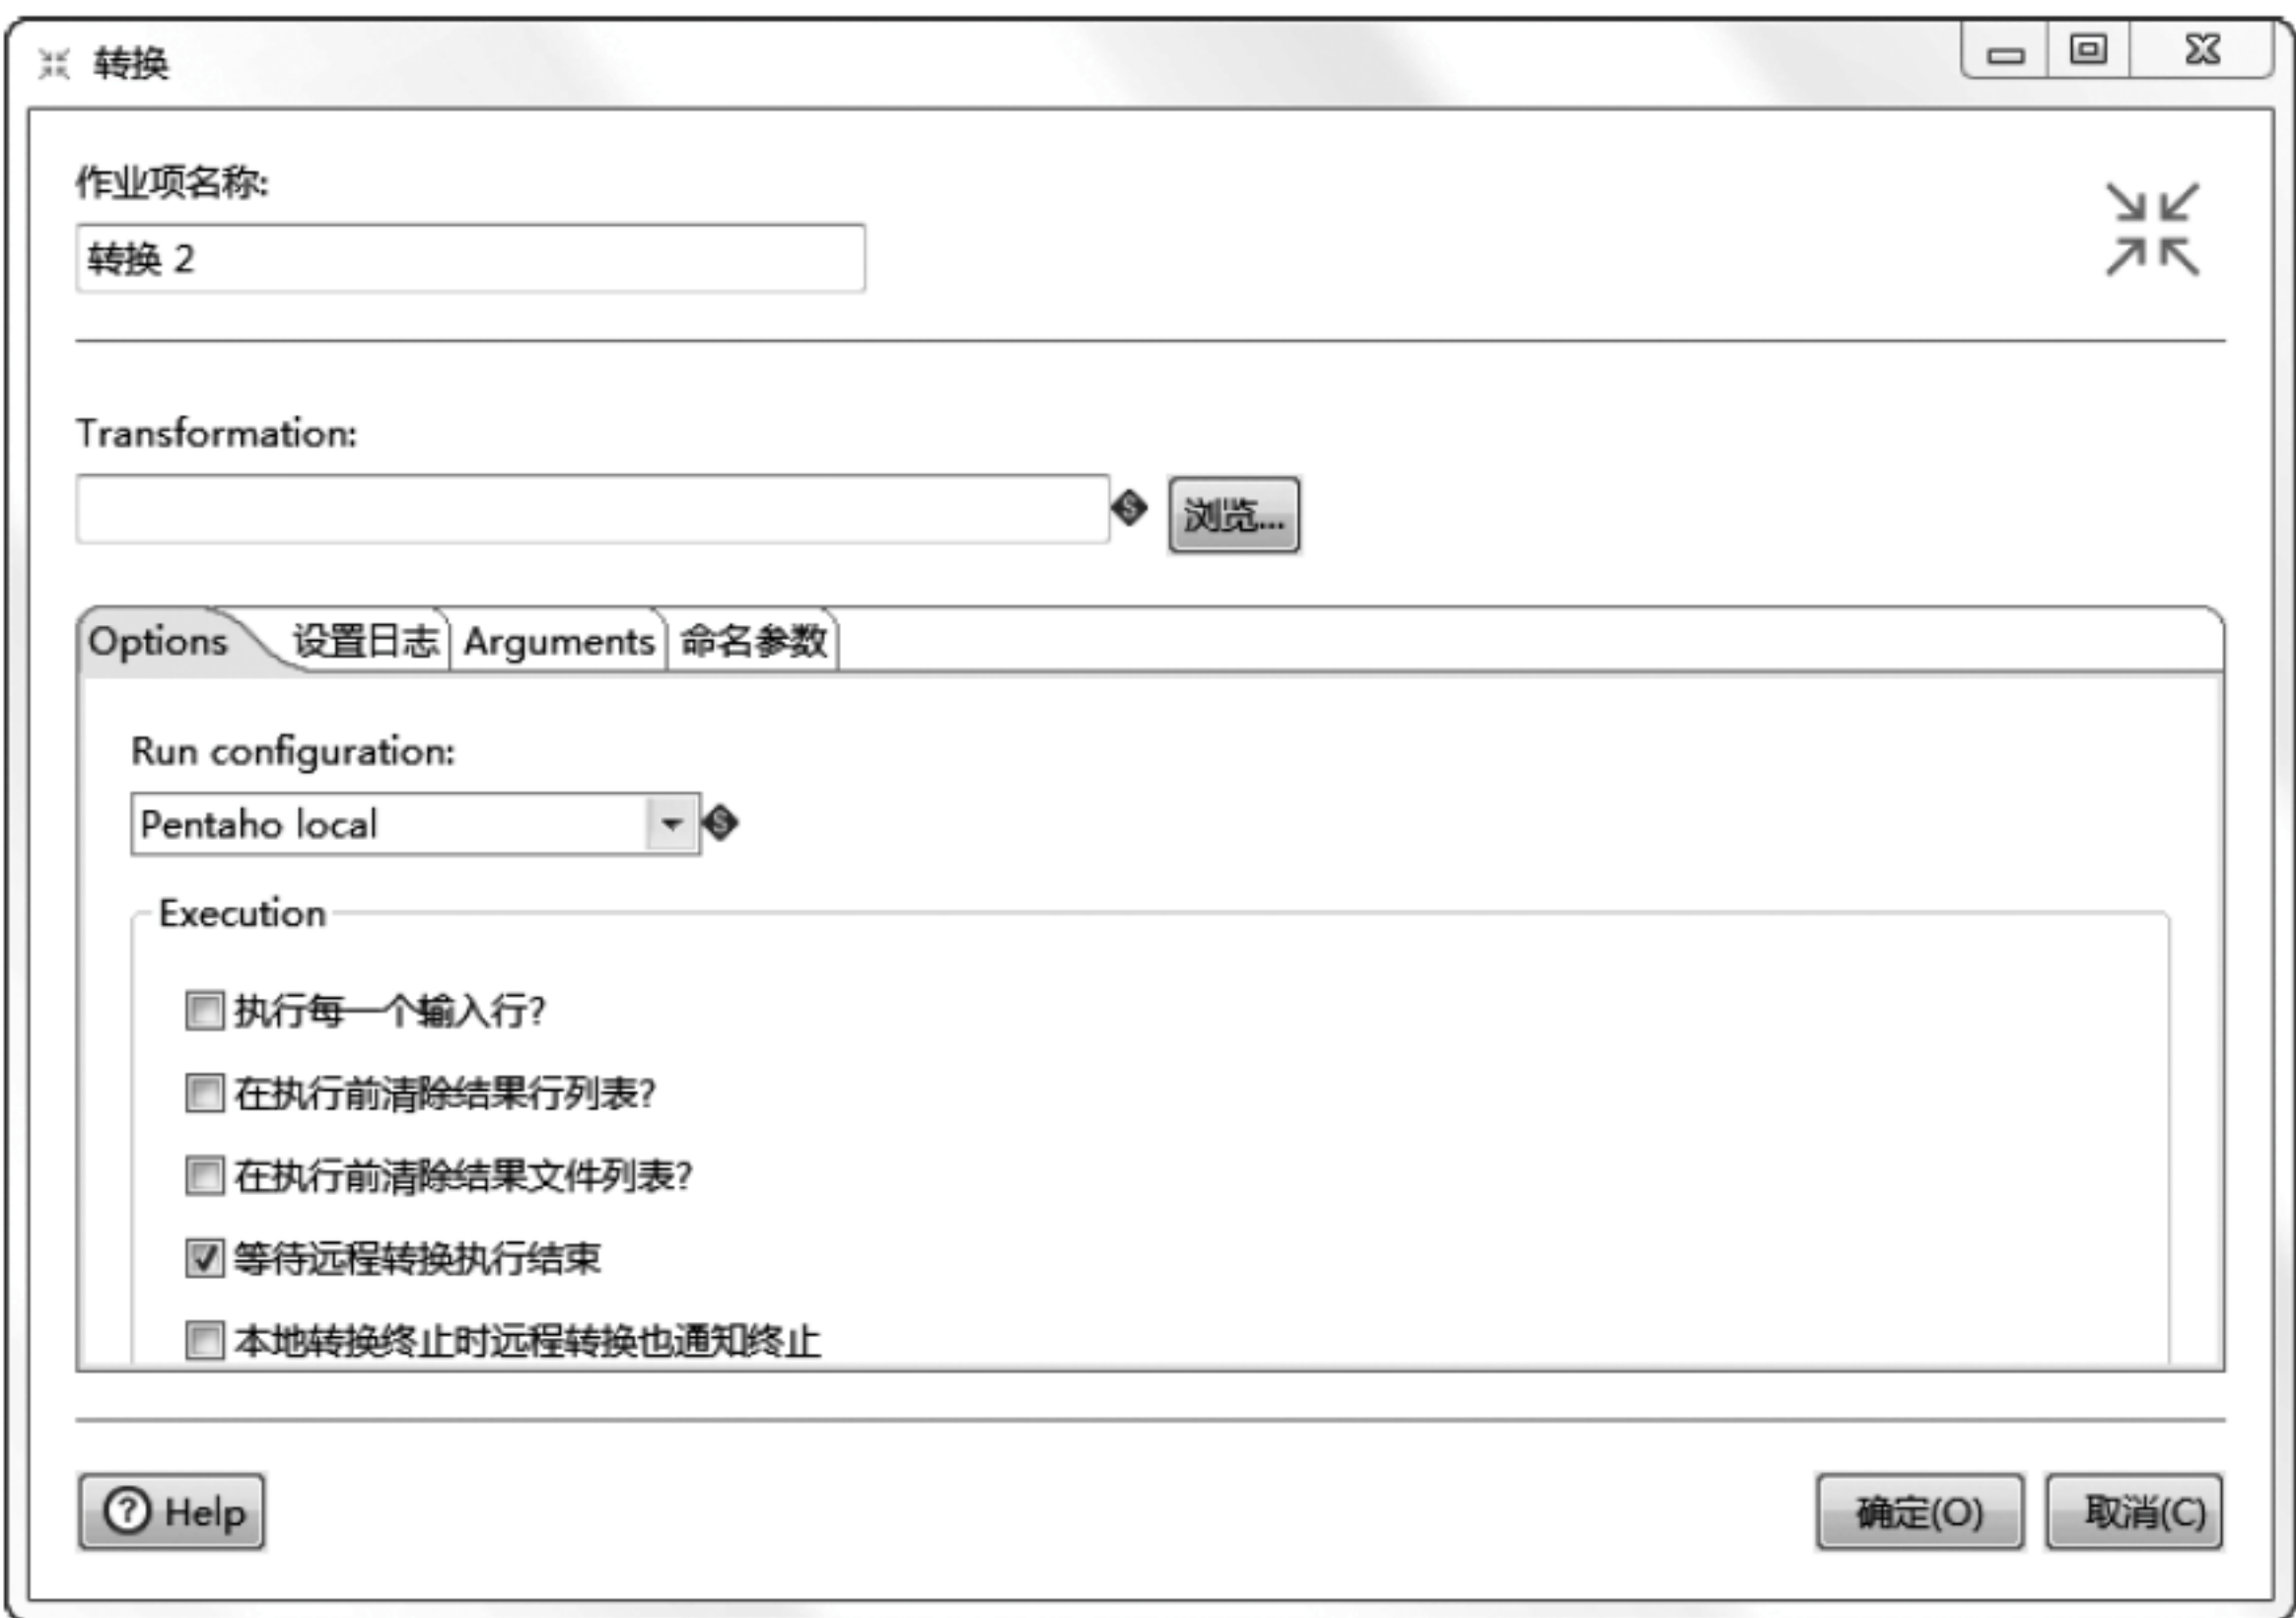 转换
作业项名称:
转换 2
Transformation:
浏览...
Options 设置日志 Arguments 命名参数
Run configuration:
Pentaho local
Execution
执行每一个输入行?
在执行前清除结果行列表?
在执行前清除结果文件列表?
等待远程转换执行结束
本地转换终止时远程转换也通知终止
Help 确定(O) 取消(C)